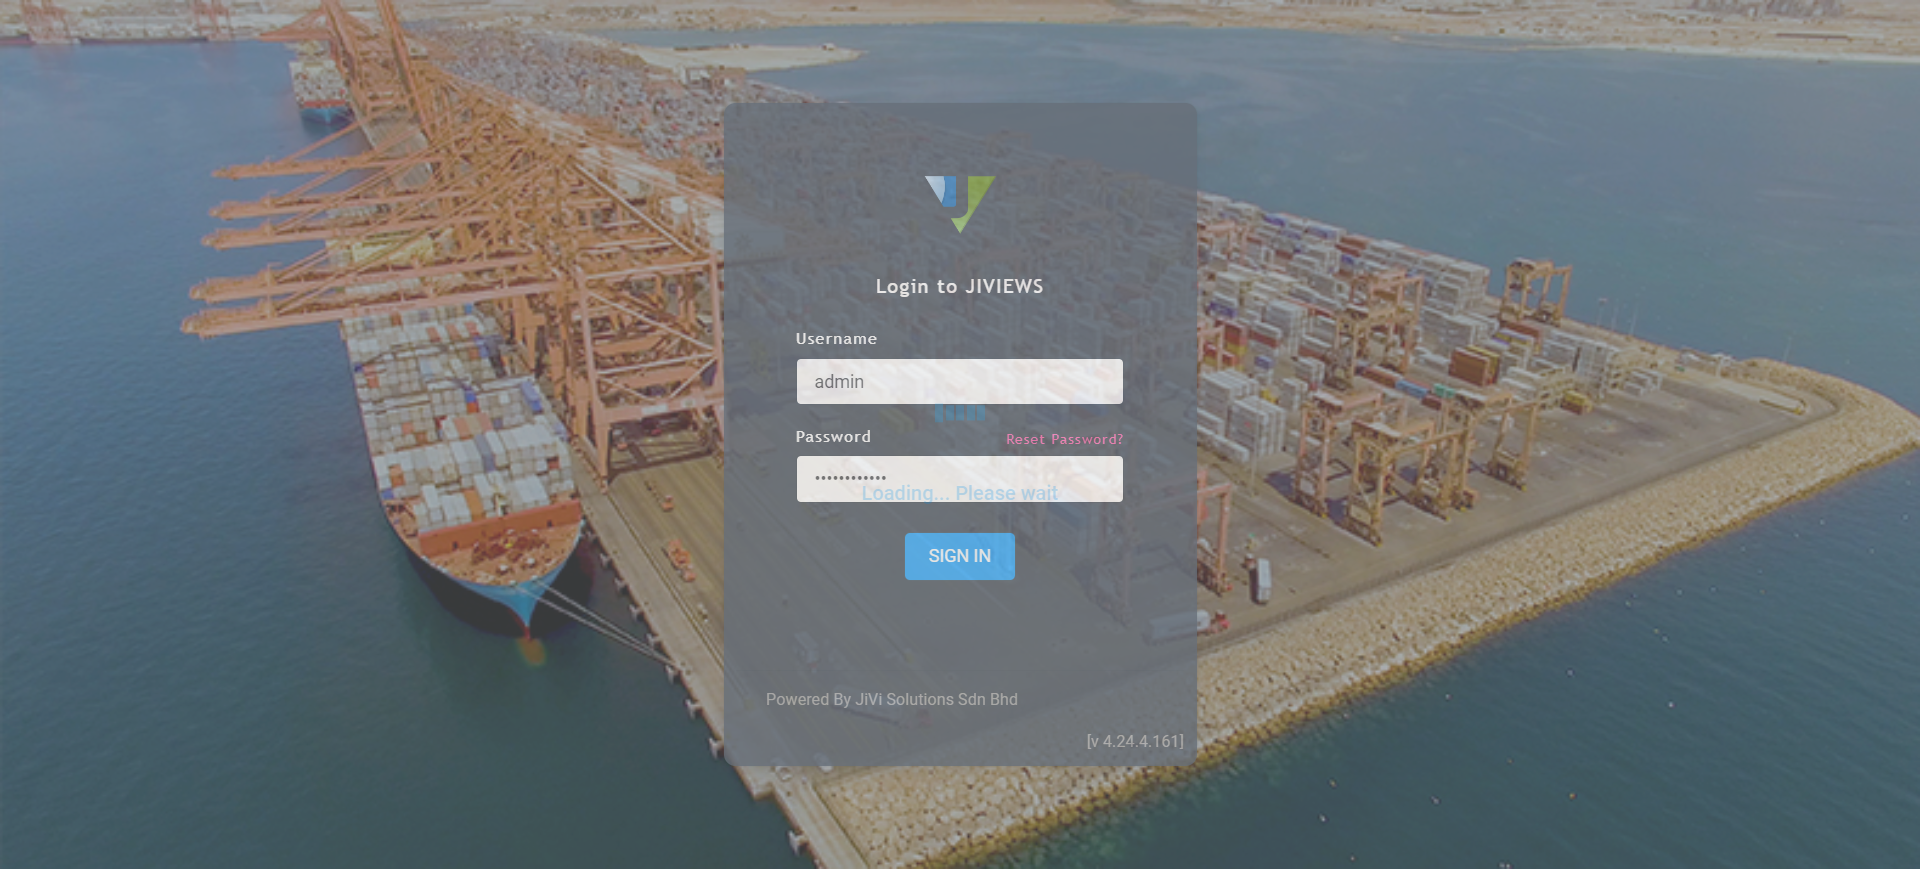 Login to JIVIEWS
Username
admin
Password
Reset Password?
••••••••••••
Loading... Please wait
SIGN IN
Powered By JiVi Solutions Sdn Bhd
[v 4.24.4.161]